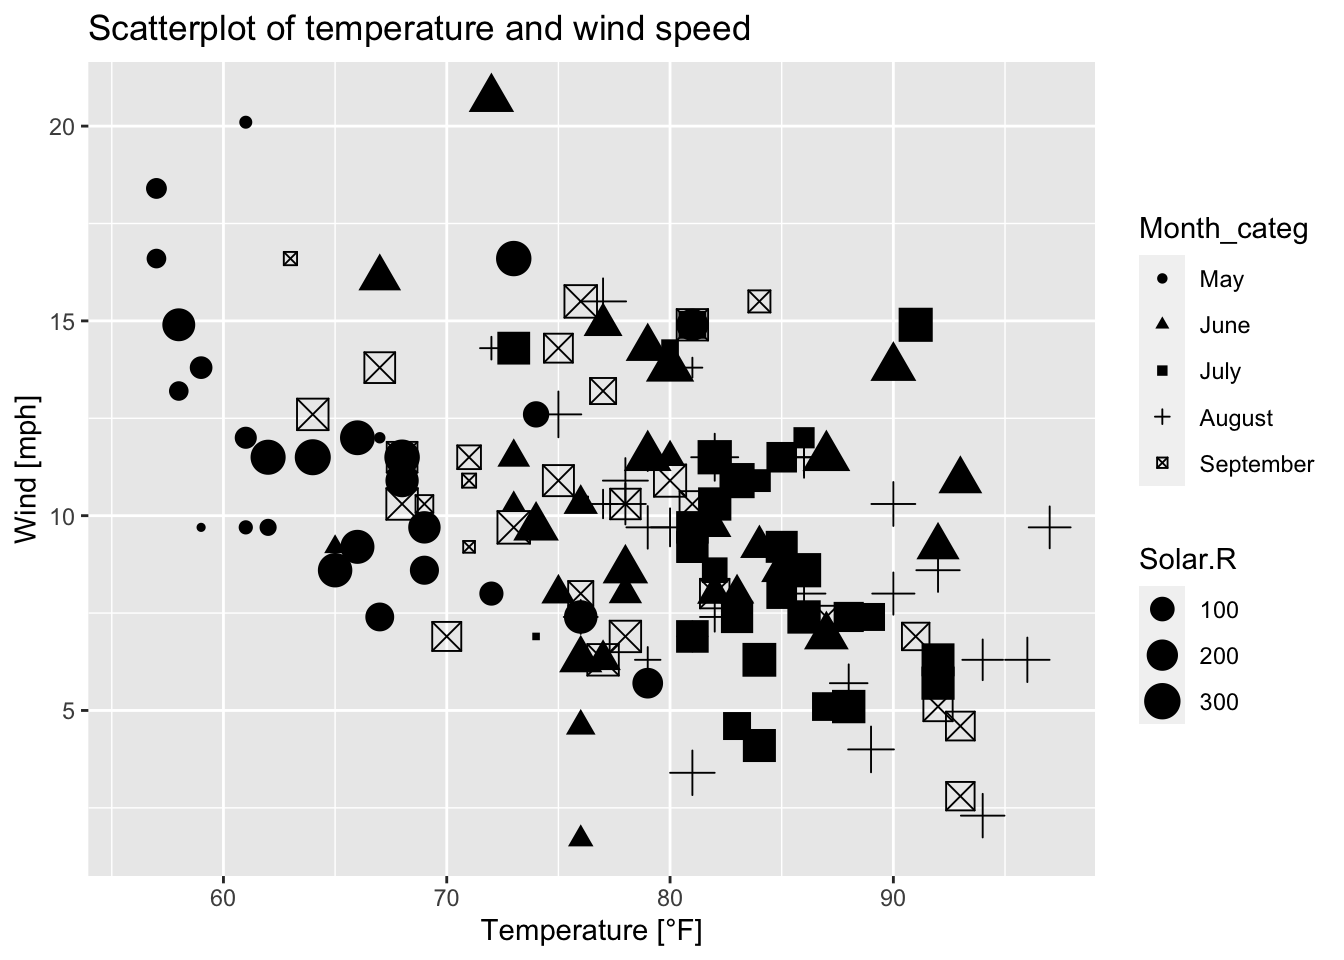 Scatterplot of temperature and wind speed
20
15
10
5
Wind [mph]
60 70 80 90
Temperature [°F]
Month_categ
May
June
July
August
September
Solar.R
100
200
300